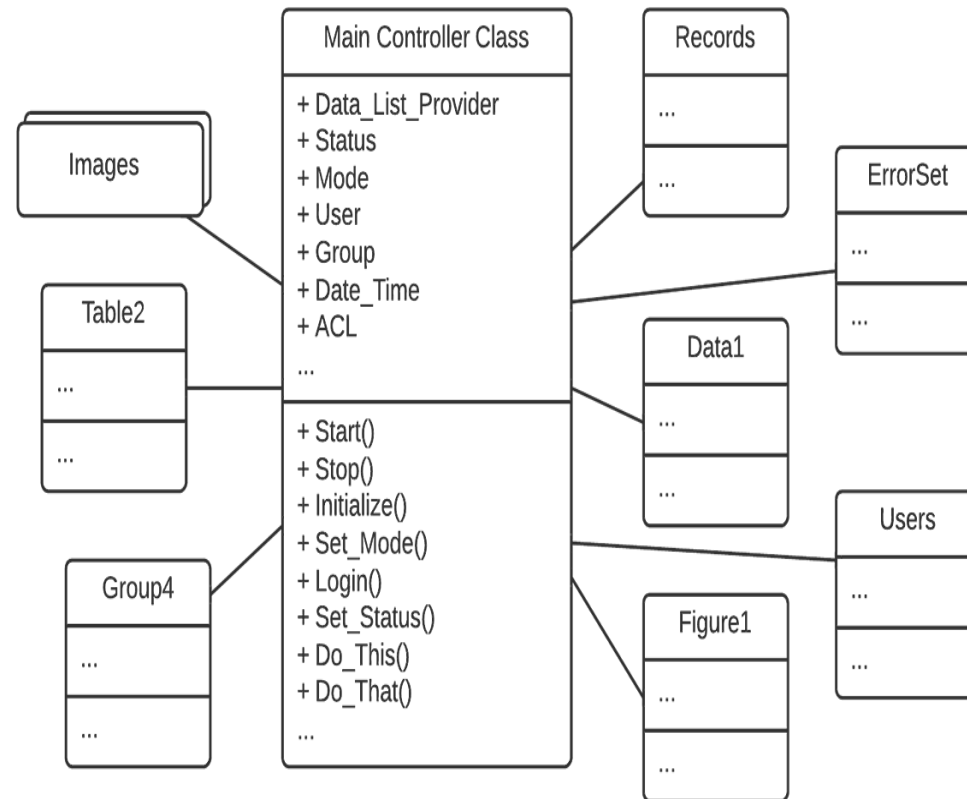 Main Controller Class
+ Data_List_Provider
+ Status
+ Mode
+ User
+ Group
+ Date_Time
+ ACL
...
+ Start()
+ Stop()
+ Initialize()
+ Set_Mode()
+ Login()
+ Set_Status()
+ Do_This()
+ Do_That()
...
Images
Table2
...
...
Group4
...
...
Records
...
...
ErrorSet
...
...
Data1
...
...
Users
...
...
Figure1
...
...